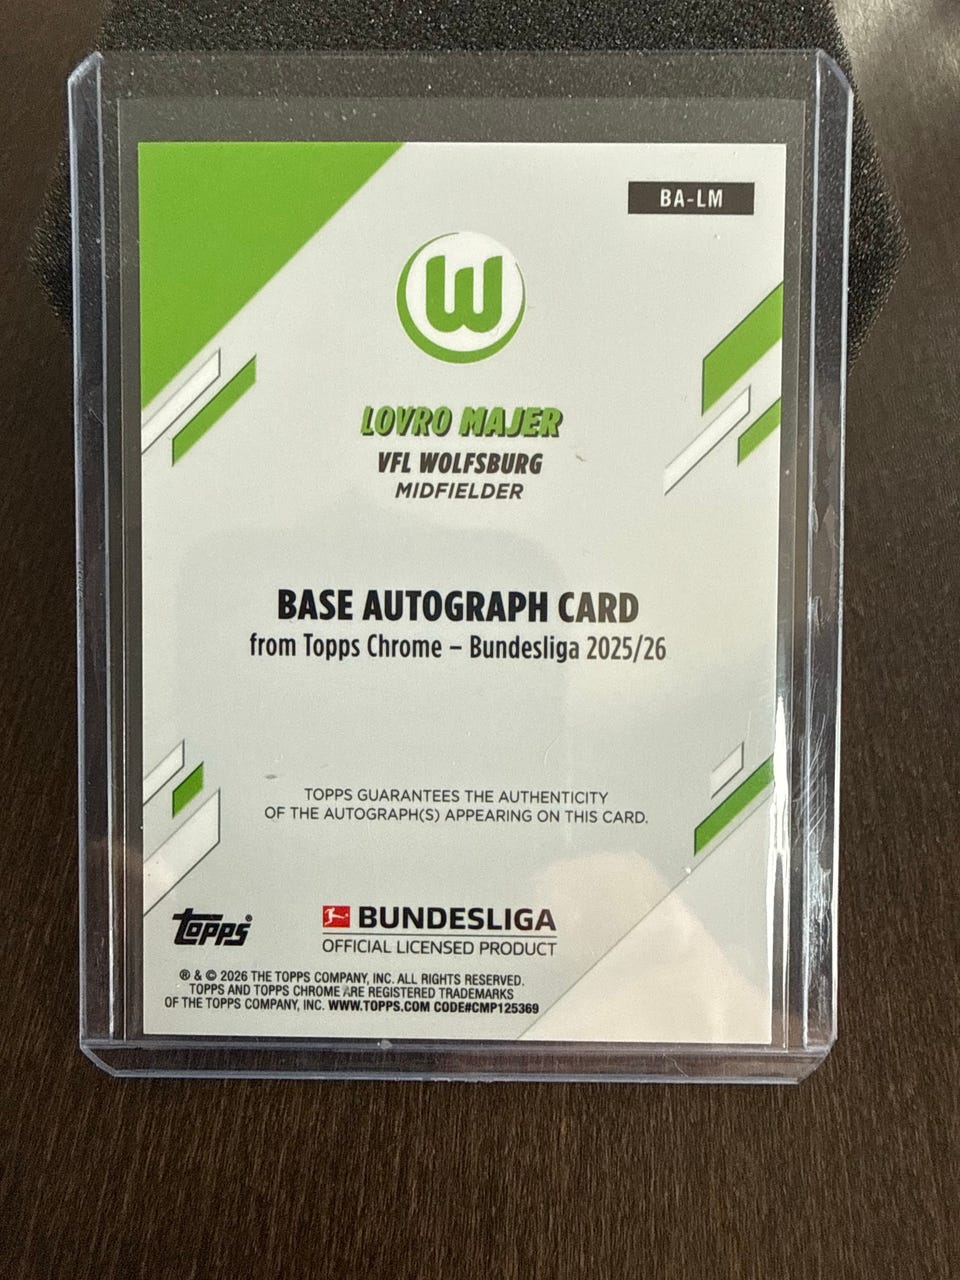 BA-LM
W
LOVRO MAJER
VFL WOLFSBURG
MIDFIELDER
BASE AUTOGRAPH CARD
from Topps Chrome – Bundesliga 2025/26
TOPPS GUARANTEES THE AUTHENTICITY
OF THE AUTOGRAPH(S) APPEARING ON THIS CARD.
Topps®
BUNDESLIGA
OFFICIAL LICENSED PRODUCT
® & © 2026 THE TOPPS COMPANY, INC. ALL RIGHTS RESERVED.
TOPPS AND TOPPS CHROME ARE REGISTERED TRADEMARKS
OF THE TOPPS COMPANY, INC. WWW.TOPPS.COM CODE#CMP125369